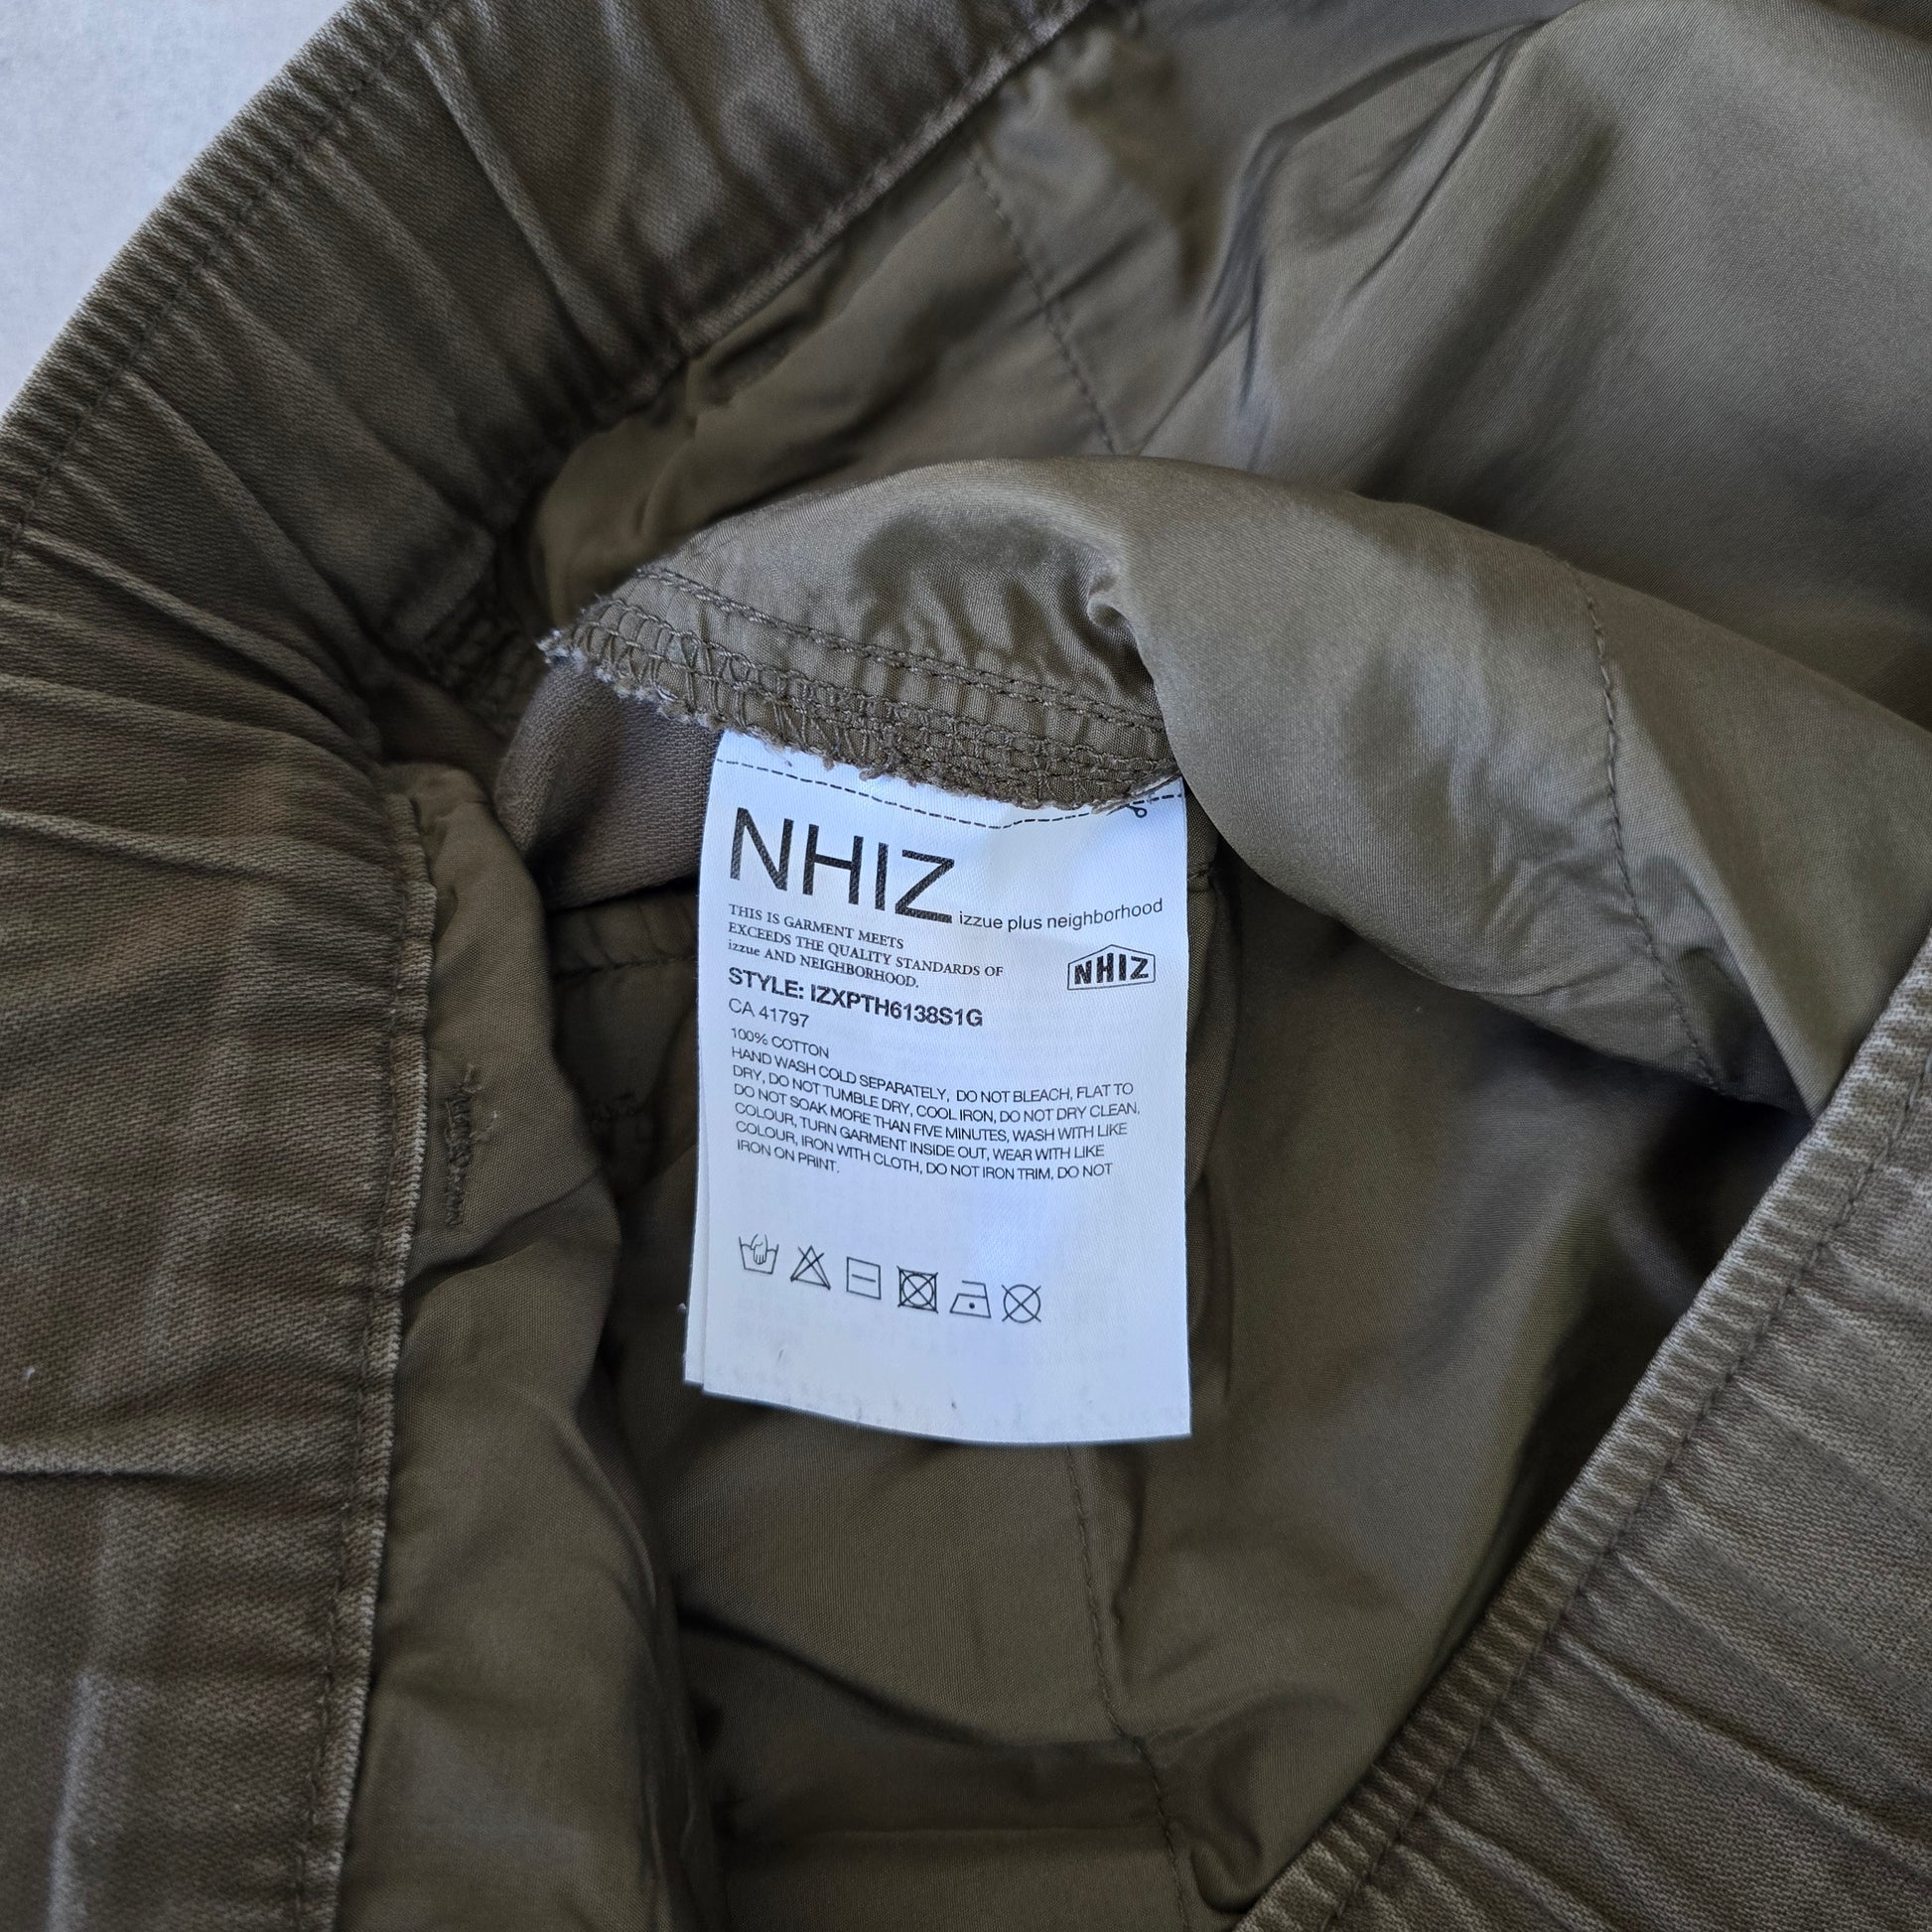 NHIZ izzue plus neighborhood
THIS IS GARMENT MEETS
EXCEEDS THE QUALITY STANDARDS OF
izzue AND NEIGHBORHOOD.
NHIZ
STYLE: IZXPTH6138S1G
CA 41797
100% COTTON
HAND WASH COLD SEPARATELY, DO NOT BLEACH, FLAT TO
DRY, DO NOT TUMBLE DRY, COOL IRON, DO NOT DRY CLEAN,
DO NOT SOAK MORE THAN FIVE MINUTES, WASH WITH LIKE
COLOUR, TURN GARMENT INSIDE OUT, WEAR WITH LIKE
COLOUR, IRON WITH CLOTH, DO NOT IRON TRIM, DO NOT
IRON ON PRINT.